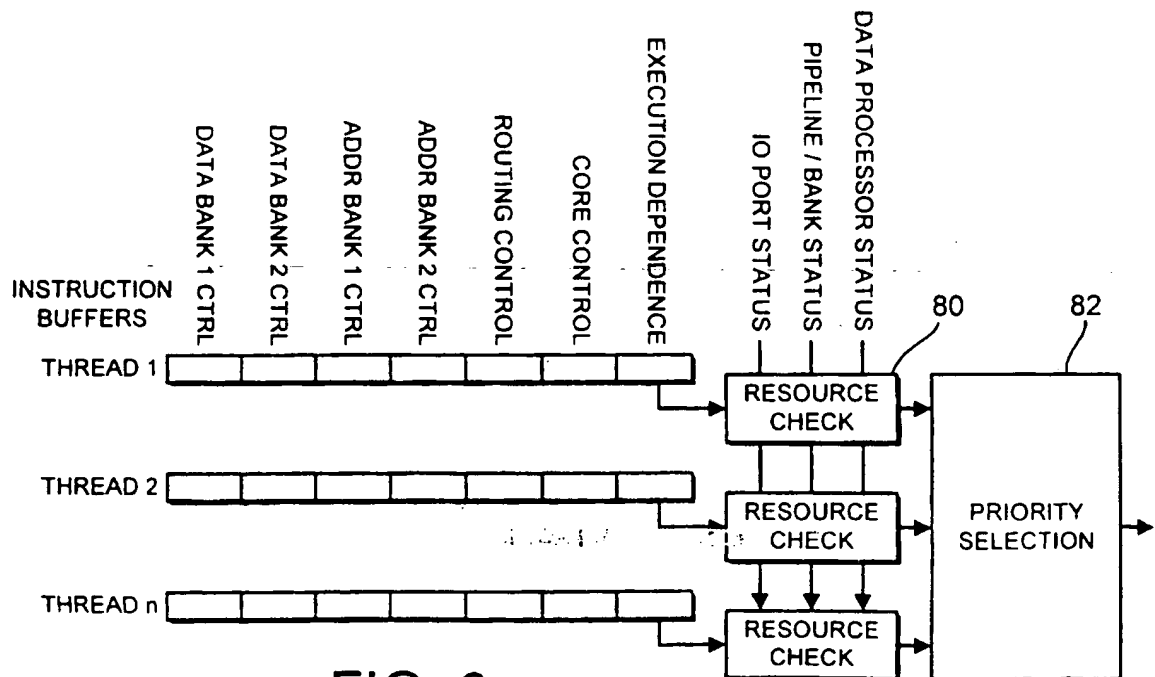 DATA BANK 1 CTRL
DATA BANK 2 CTRL
ADDR BANK 1 CTRL
ADDR BANK 2 CTRL
ROUTING CONTROL
CORE CONTROL
EXECUTION DEPENDENCE
IO PORT STATUS
PIPELINE / BANK STATUS
DATA PROCESSOR STATUS
INSTRUCTION
BUFFERS
80
82
THREAD 1
RESOURCE
CHECK
THREAD 2
RESOURCE
CHECK
PRIORITY
SELECTION
THREAD n
RESOURCE
CHECK